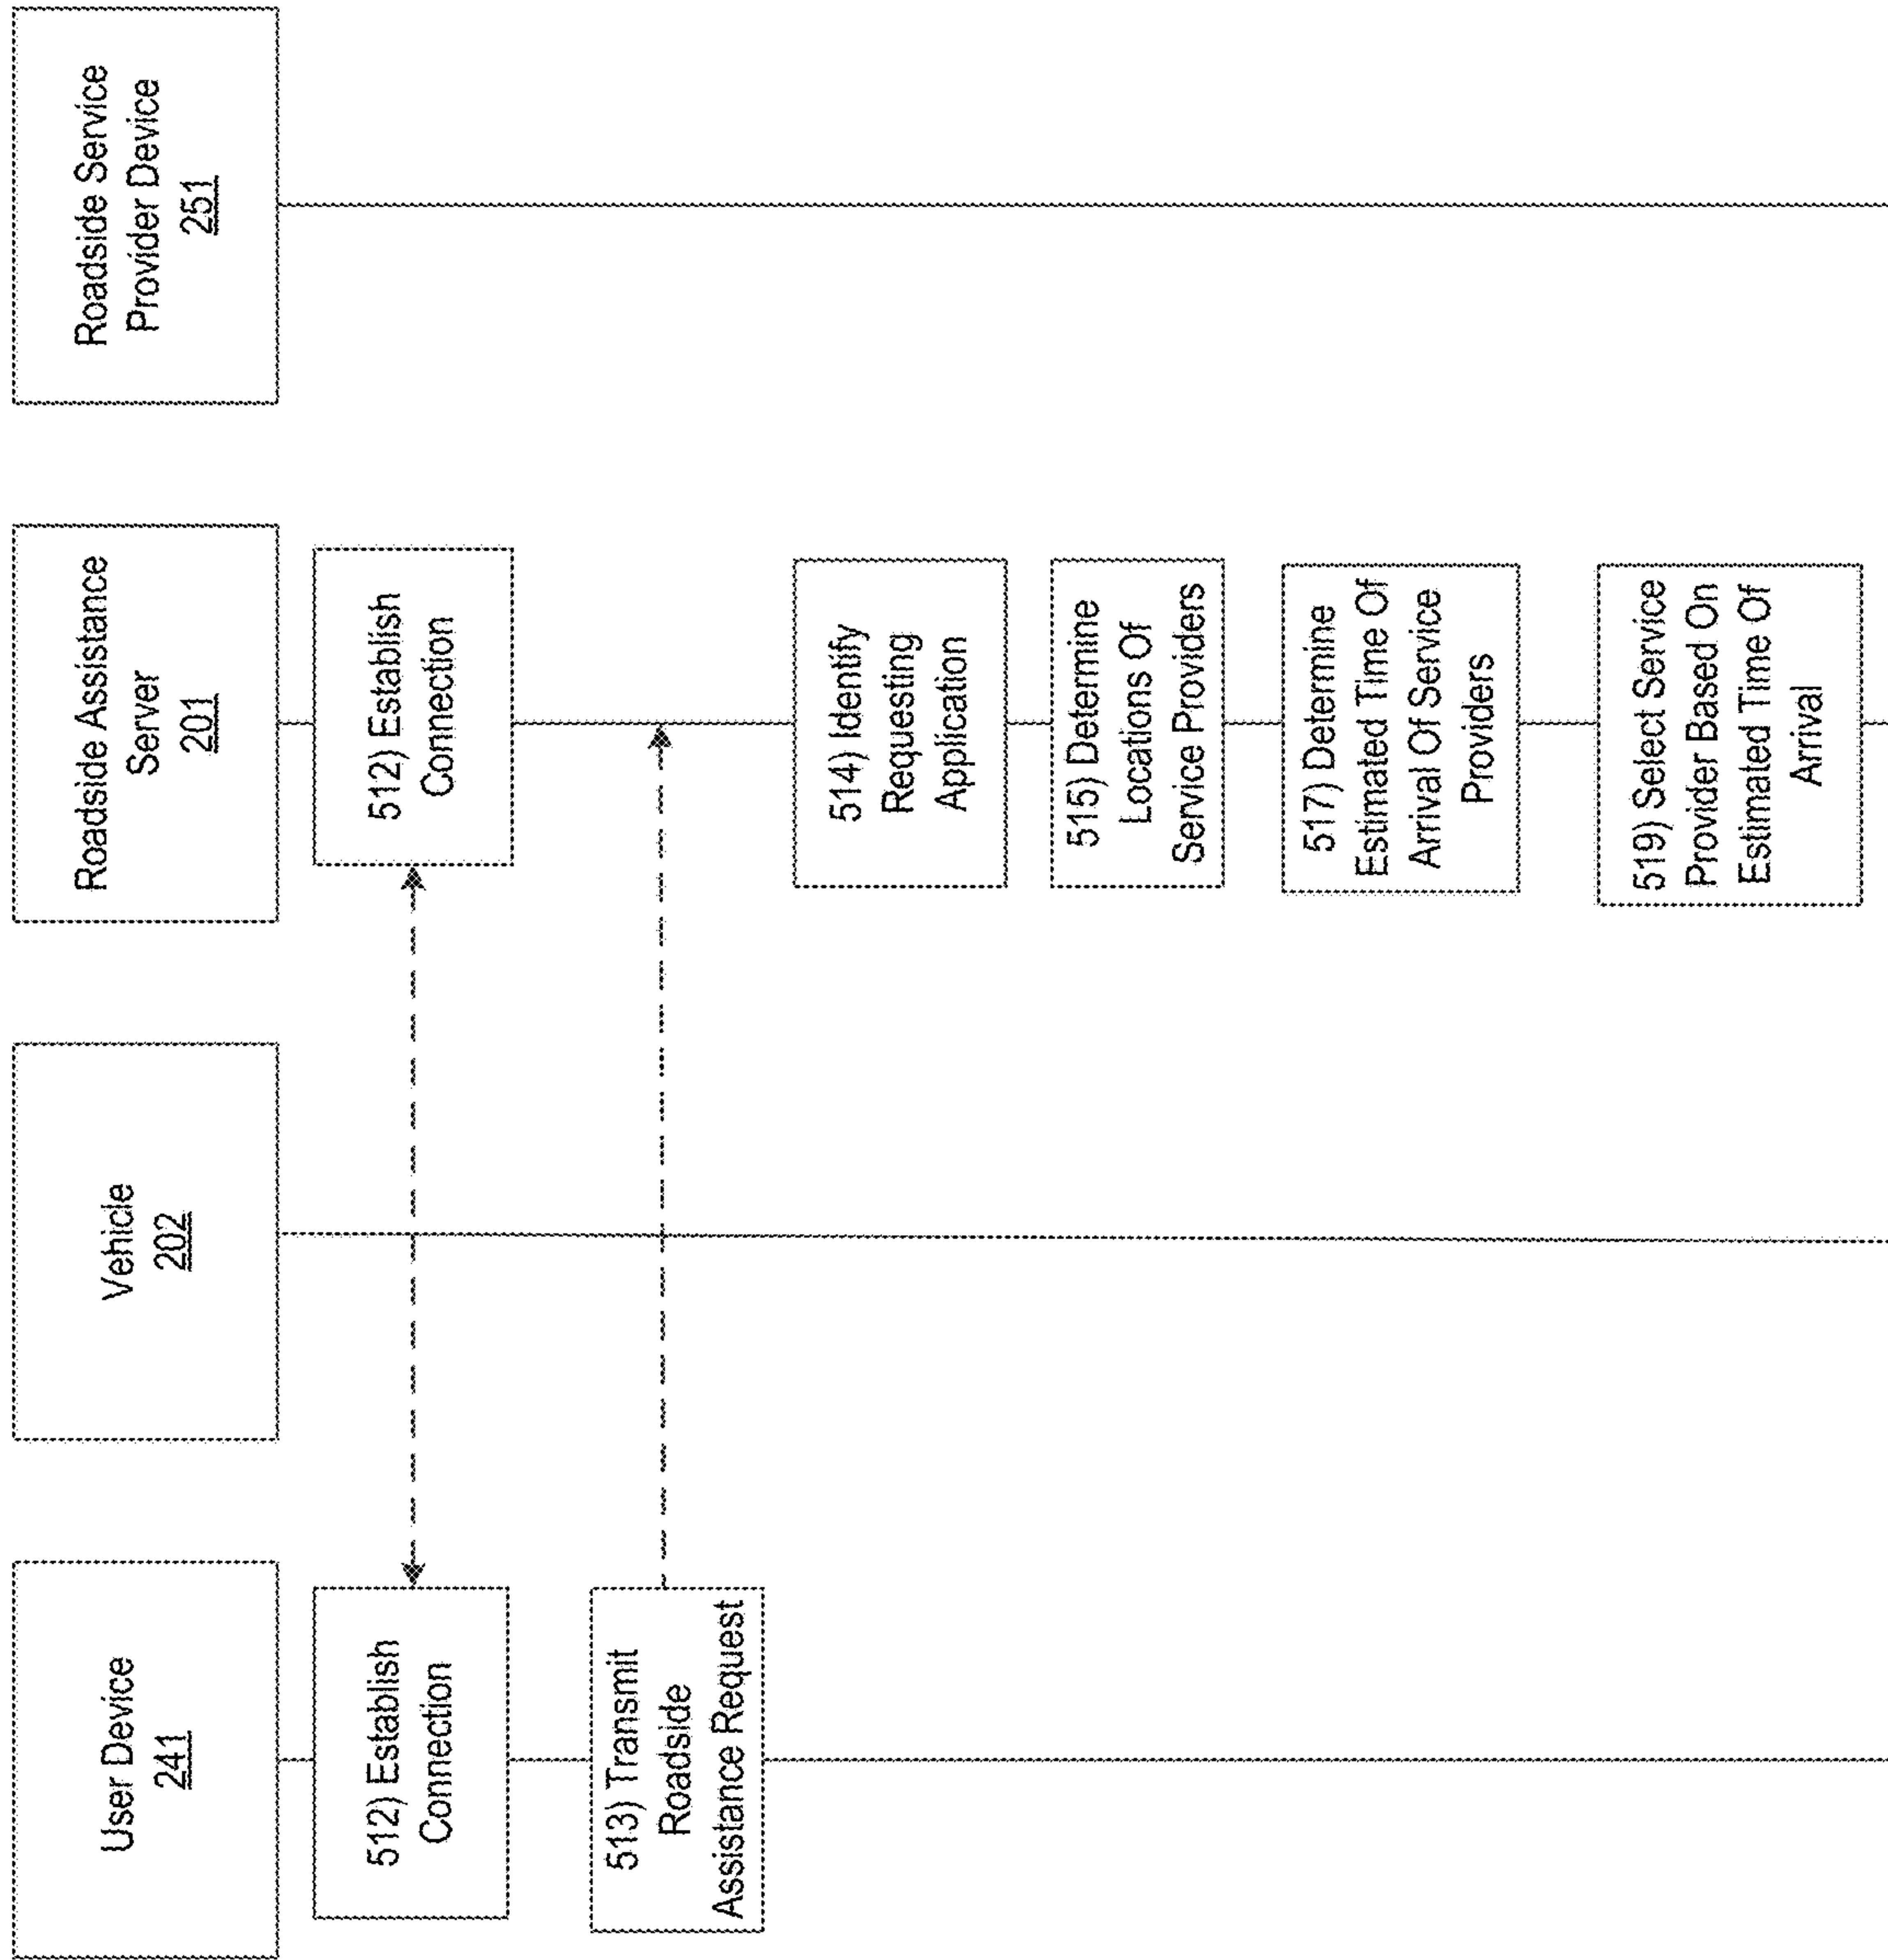 User Device
241
Vehicle
202
Roadside Assistance
Server
201
Roadside Service
Provider Device
251
512) Establish
Connection
512) Establish
Connection
513) Transmit
Roadside
Assistance Request
514) Identify
Requesting
Application
515) Determine
Locations Of
Service Providers
517) Determine
Estimated Time Of
Arrival Of Service
Providers
519) Select Service
Provider Based On
Estimated Time Of
Arrival